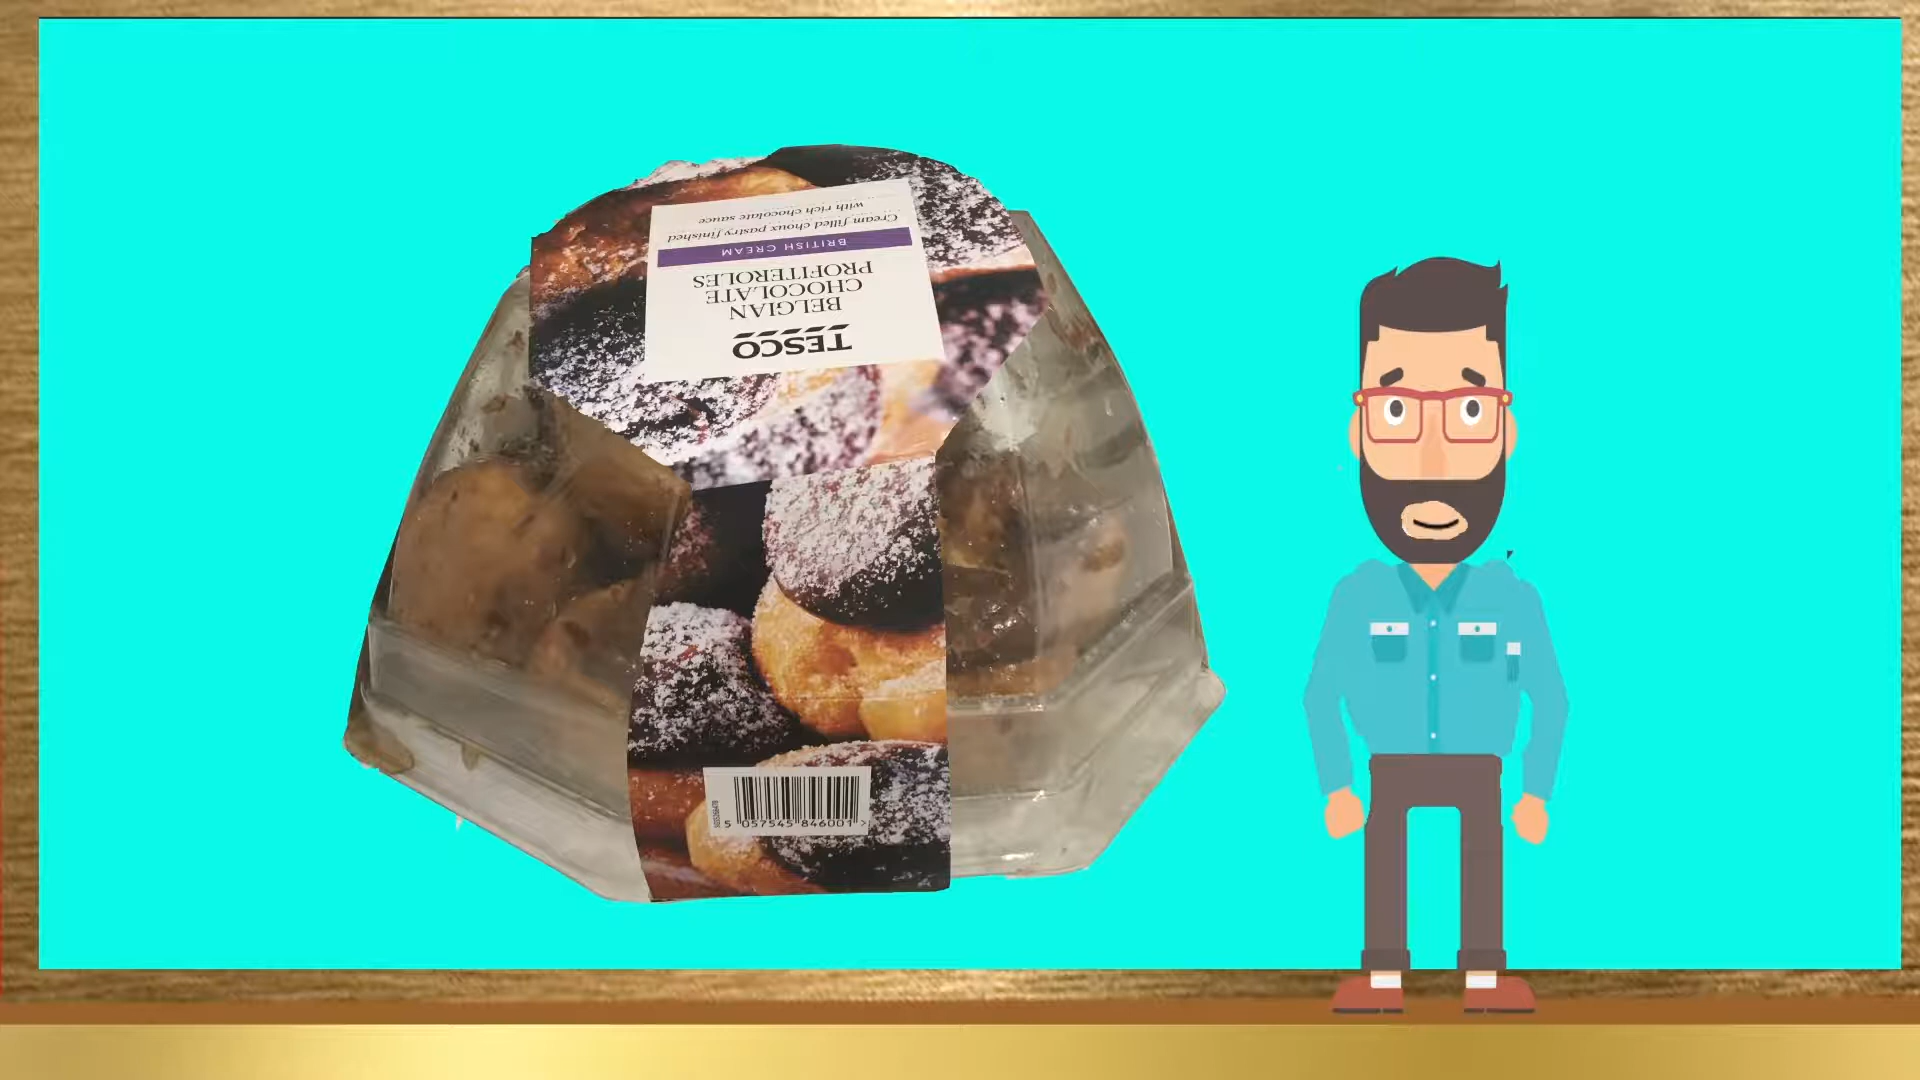 TESCO
BELGIAN
CHOCOLATE
PROFITEROLES
BRITISH CREAM
Cream filled choux pastry finished
with rich chocolate sauce
5 057545 846001 >